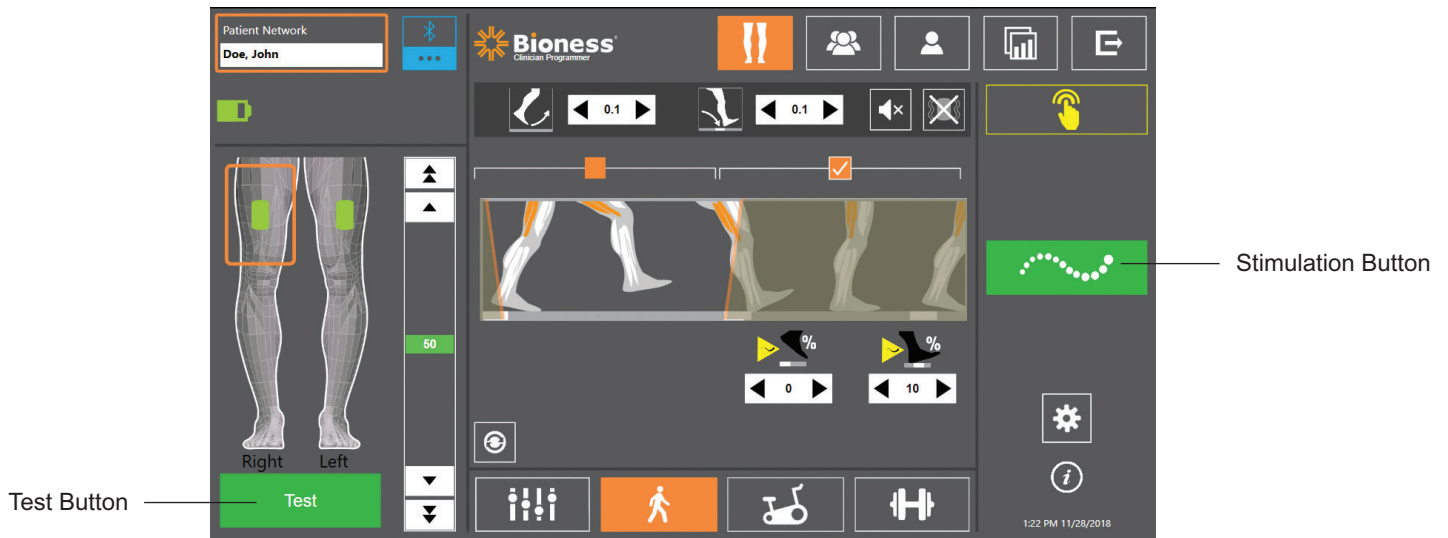 Patient Network
Doe, John
Bioness
Clinician Programmer
0.1
0.1
50
%
%
0
10
Right Left
Test
1:22 PM 11/28/2018
Test Button
Stimulation Button